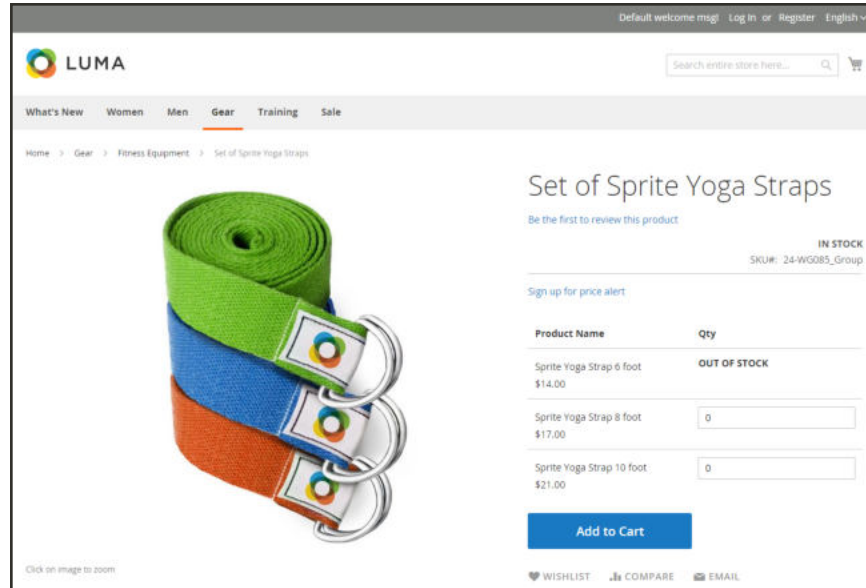 Default welcome msg! Log In or Register English
LUMA
Search entire store here...
What's New Women Men Gear Training Sale
Home > Gear > Fitness Equipment > Set of Sprite Yoga Straps
Set of Sprite Yoga Straps
Be the first to review this product
IN STOCK
SKU#: 24-WG085_Group
Sign up for price alert
Product Name Qty
Sprite Yoga Strap 6 foot OUT OF STOCK
$14.00
Sprite Yoga Strap 8 foot 0
$17.00
Sprite Yoga Strap 10 foot 0
$21.00
Add to Cart
Click on image to zoom
WISHLIST COMPARE EMAIL